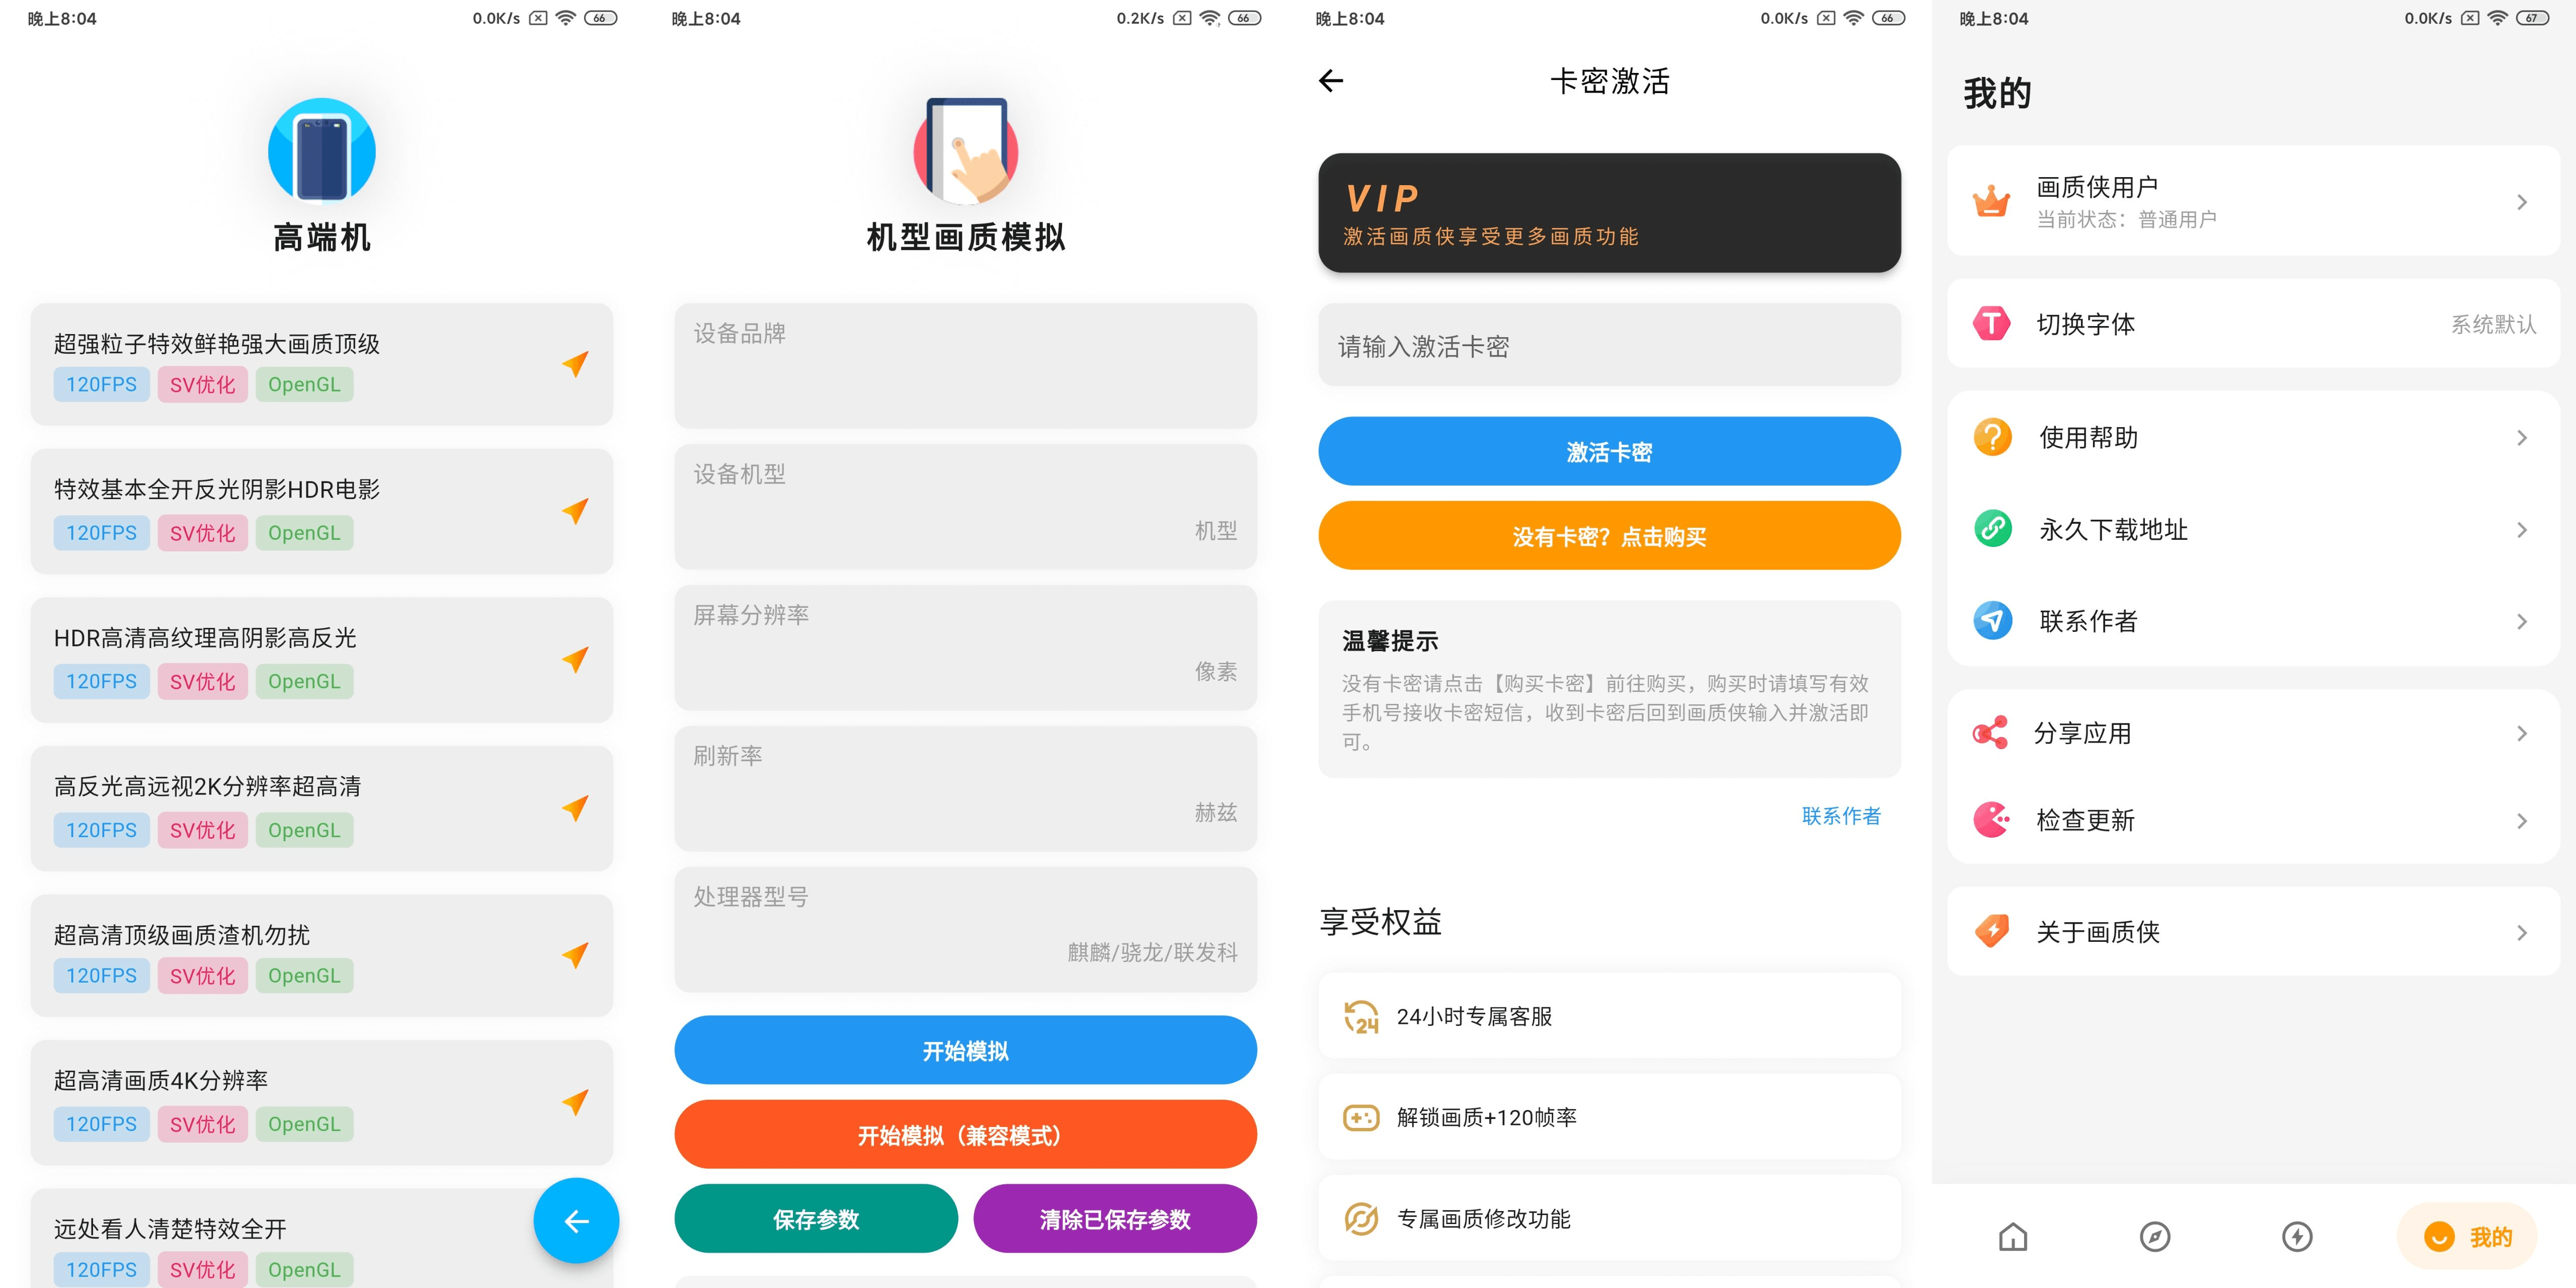 晚上8:04
0.0K/s
66
高端机
超强粒子特效鲜艳强大画质顶级
120FPS SV优化 OpenGL
特效基本全开反光阴影HDR电影
120FPS SV优化 OpenGL
HDR高清高纹理高阴影高反光
120FPS SV优化 OpenGL
高反光高远视2K分辨率超高清
120FPS SV优化 OpenGL
超高清顶级画质渣机勿扰
120FPS SV优化 OpenGL
超高清画质4K分辨率
120FPS SV优化 OpenGL
远处看人清楚特效全开
120FPS SV优化 OpenGL
晚上8:04
0.2K/s
66
机型画质模拟
设备品牌
设备机型
机型
屏幕分辨率
像素
刷新率
赫兹
处理器型号
麒麟/骁龙/联发科
开始模拟
开始模拟（兼容模式）
保存参数
清除已保存参数
晚上8:04
0.0K/s
66
卡密激活
VIP
激活画质侠享受更多画质功能
请输入激活卡密
激活卡密
没有卡密？点击购买
温馨提示
没有卡密请点击【购买卡密】前往购买，购买时请填写有效
手机号接收卡密短信，收到卡密后回到画质侠输入并激活即
可。
联系作者
享受权益
24小时专属客服
解锁画质+120帧率
专属画质修改功能
晚上8:04
0.0K/s
67
我的
画质侠用户
当前状态：普通用户
切换字体
系统默认
使用帮助
永久下载地址
联系作者
分享应用
检查更新
关于画质侠
我的